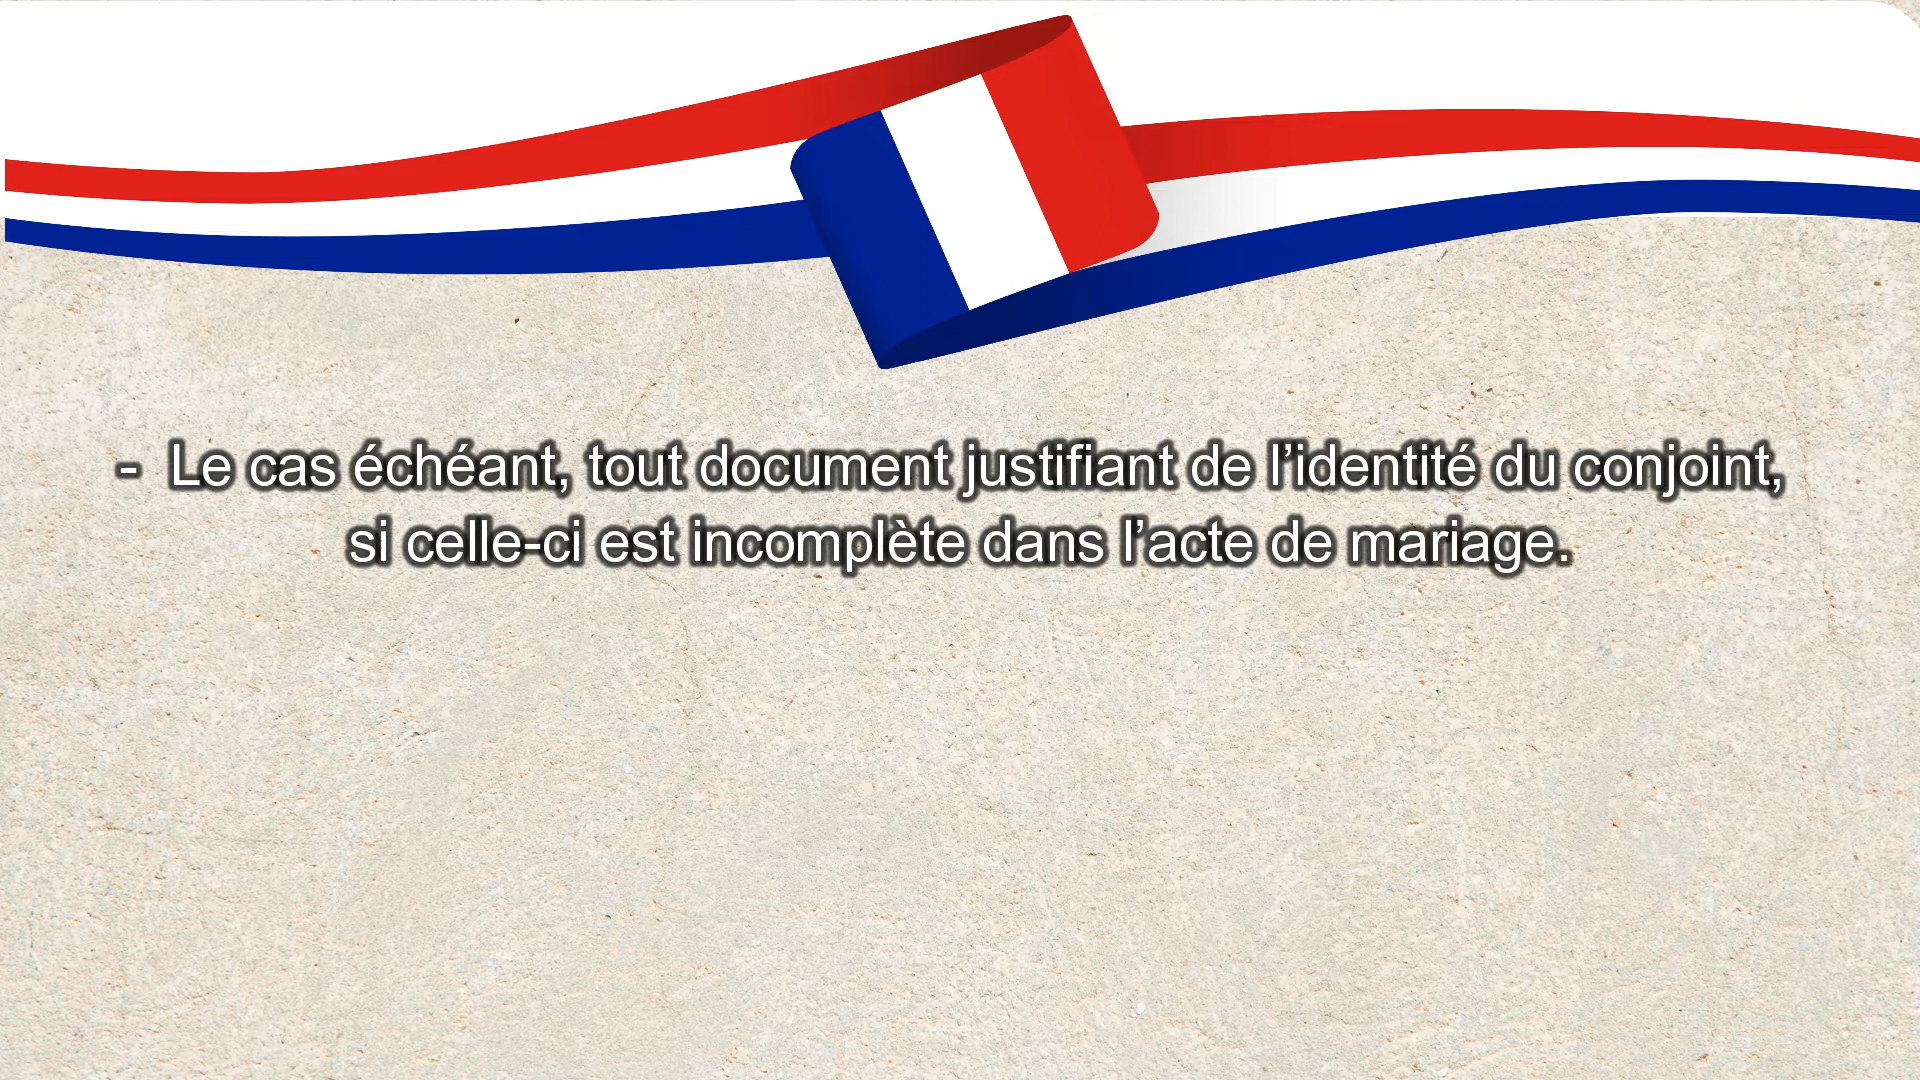 - Le cas échéant, tout document justifiant de l’identité du conjoint,
si celle-ci est incomplète dans l’acte de mariage.